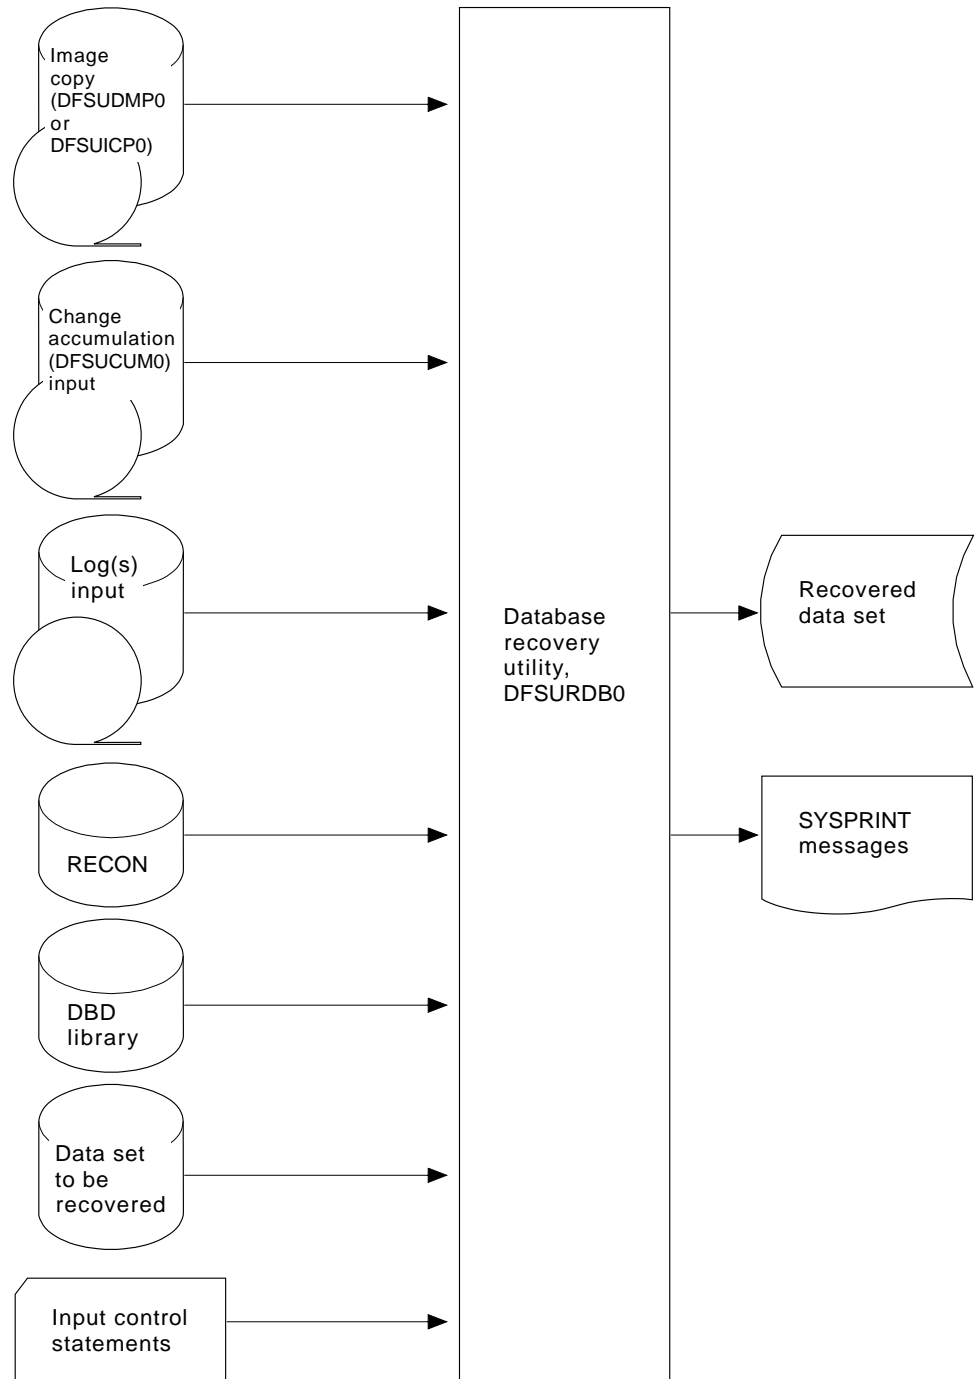 Image
copy
(DFSUDMP0
or
DFSUICP0)
Change
accumulation
(DFSUCUM0)
input
Log(s)
input
RECON
DBD
library
Data set
to be
recovered
Input control
statements
Database
recovery
utility,
DFSURDB0
Recovered
data set
SYSPRINT
messages